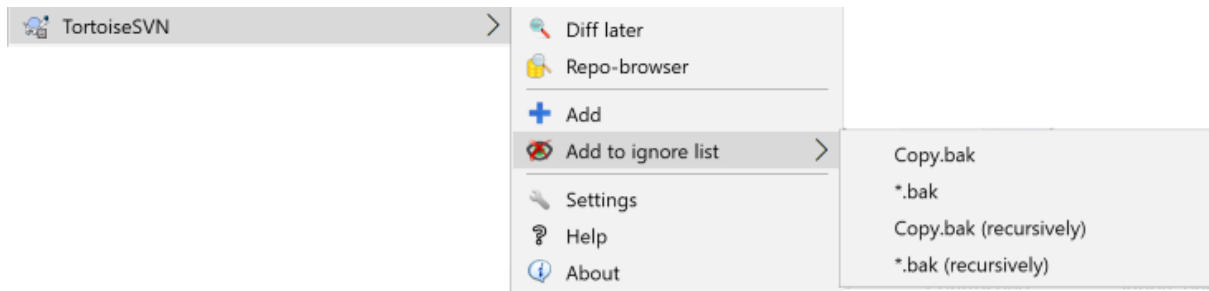 TortoiseSVN
Diff later
Repo-browser
Add
Add to ignore list
Settings
Help
About
Copy.bak
*.bak
Copy.bak (recursively)
*.bak (recursively)